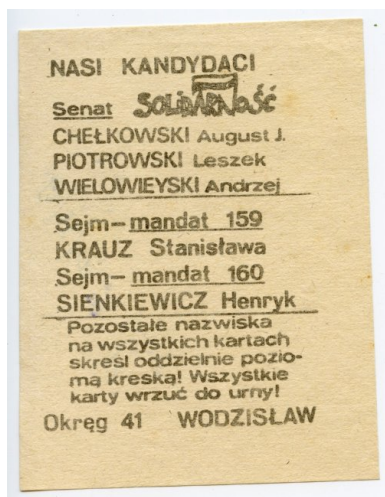 NASI KANDYDACI
Senat SOLIDARNOŚĆ
CHEŁKOWSKI August J.
PIOTROWSKI Leszek
WIELOWIEYSKI Andrzej
Sejm- mandat 159
KRAUZ Stanisława
Sejm- mandat 160
SIENKIEWICZ Henryk
Pozostałe nazwiska
na wszystkich kartach
skreśl oddzielnie pozio-
mą kreską! Wszystkie
karty wrzuć do urny!
Okręg 41 WODZISŁAW